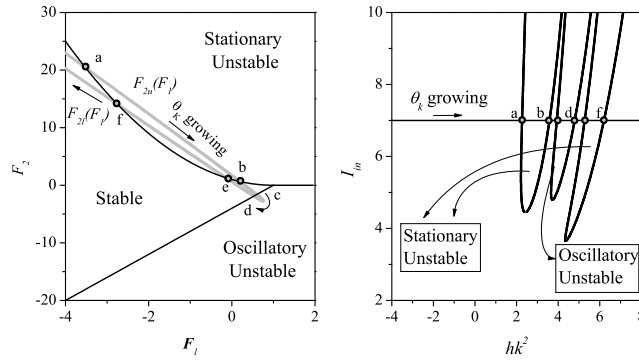 30
20
10
0
-10
-20
-4
-2
0
2
F2
F1
a
Stationary
Unstable
F2u(F1)
F2l(F1)
θk growing
f
b
e
c
d
Stable
Oscillatory
Unstable
10
8
6
4
2
0
2
4
6
8
Iin
hk²
θk growing
a
b
d
f
Stationary
Unstable
Oscillatory
Unstable